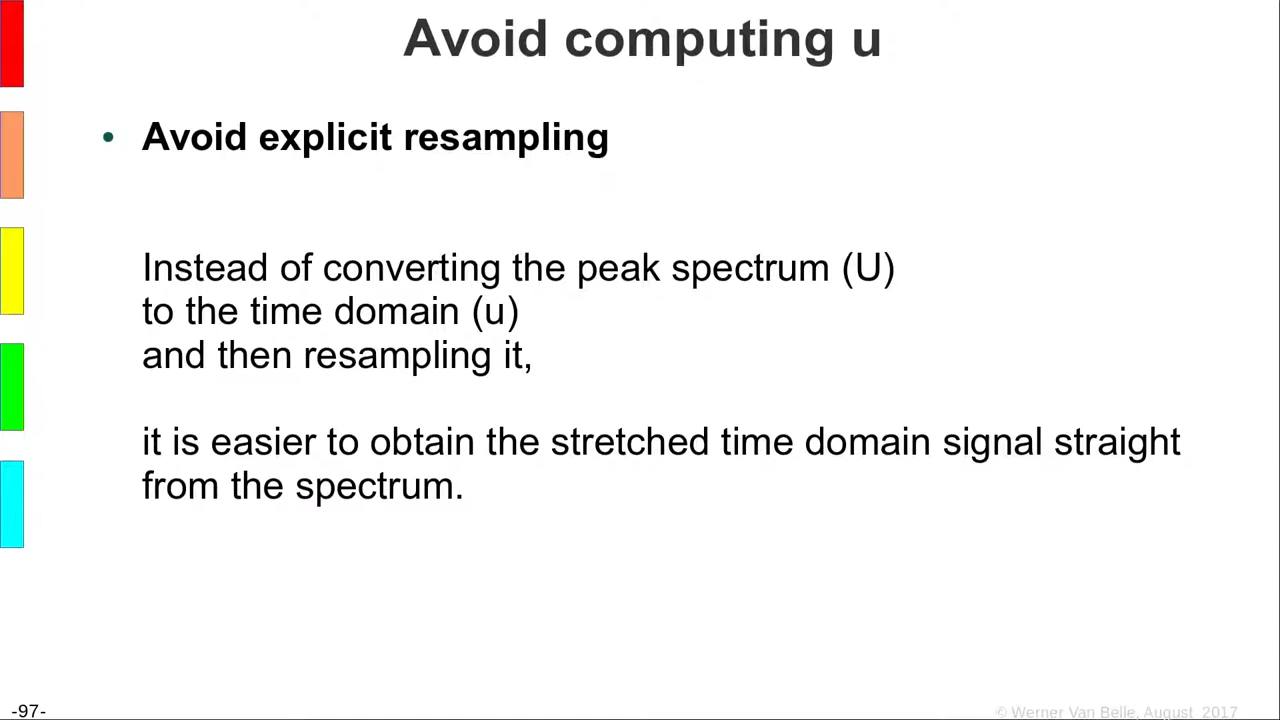 Avoid computing u
• Avoid explicit resampling
Instead of converting the peak spectrum (U)
to the time domain (u)
and then resampling it,
it is easier to obtain the stretched time domain signal straight
from the spectrum.
-97-
© Werner Van Belle, August 2017